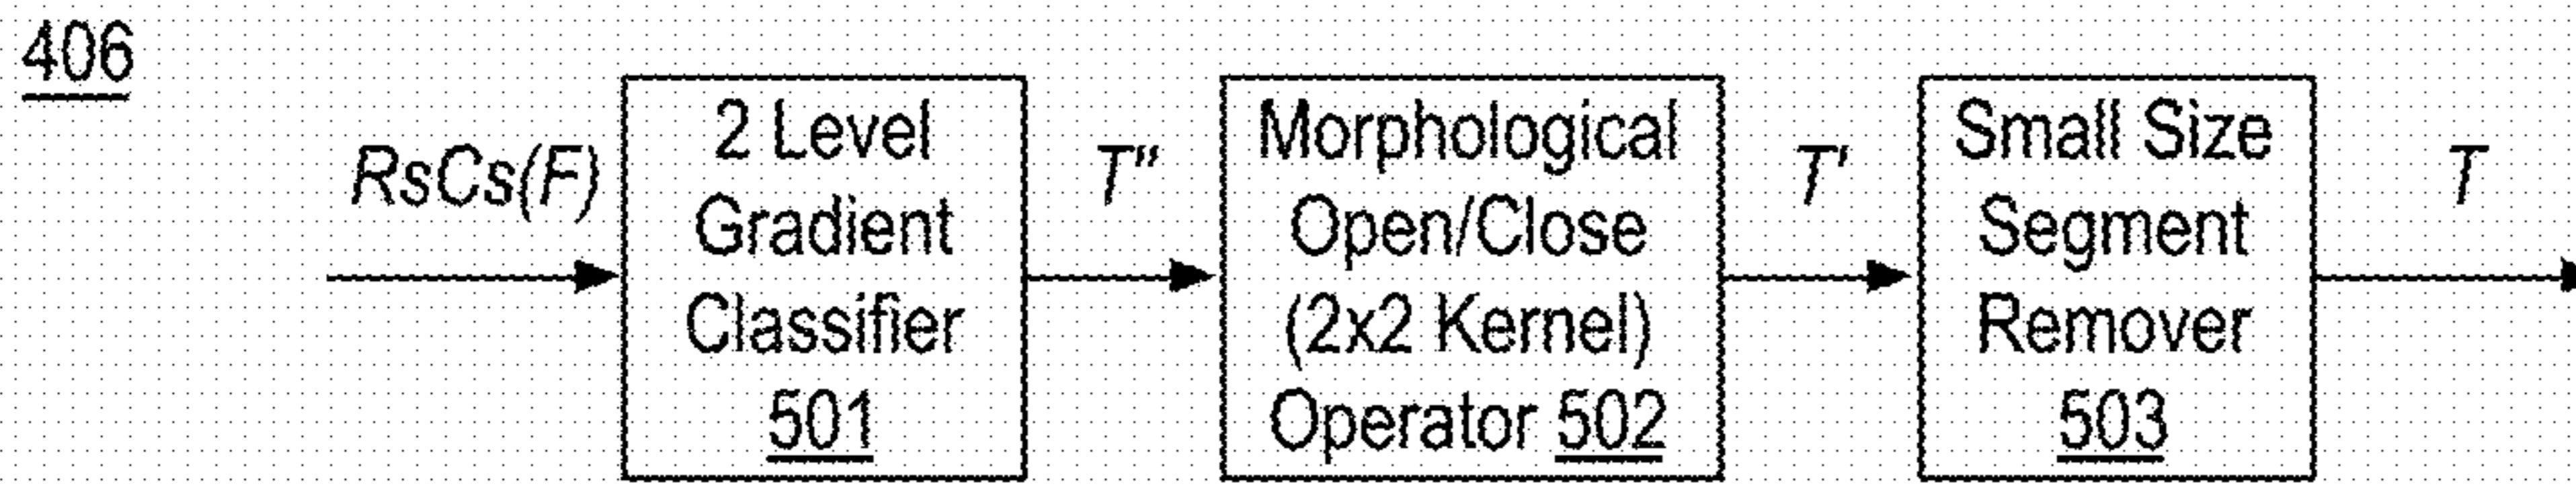 406
RsCs(F)
2 Level
Gradient
Classifier
501
T"
Morphological
Open/Close
(2x2 Kernel)
Operator 502
T'
Small Size
Segment
Remover
503
T